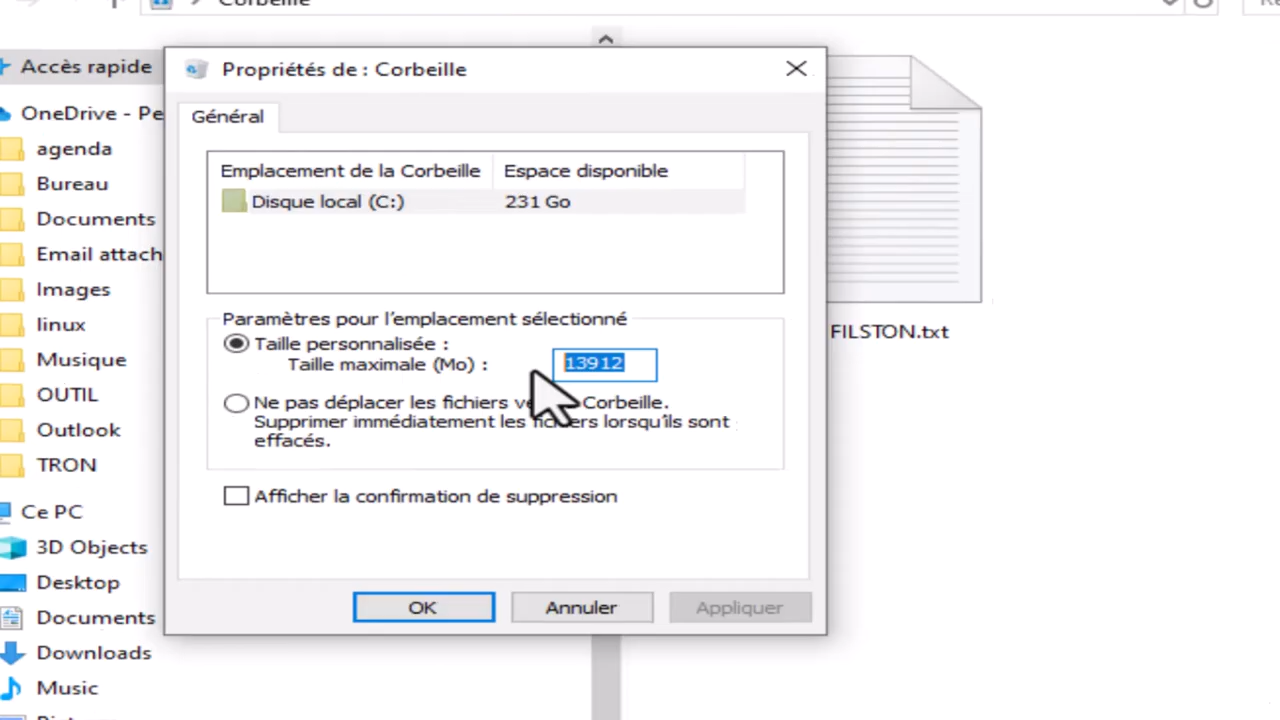 Corbeille
Accès rapide
OneDrive - Pe
agenda
Bureau
Documents
Email attach
Images
linux
Musique
OUTIL
Outlook
TRON
Ce PC
3D Objects
Desktop
Documents
Downloads
Music
Propriétés de : Corbeille
Général
Emplacement de la Corbeille Espace disponible
Disque local (C:) 231 Go
Paramètres pour l'emplacement sélectionné
Taille personnalisée :
Taille maximale (Mo) : 13912
Ne pas déplacer les fichiers Corbeille.
Supprimer immédiatement les fichiers lorsqu'ils sont
effacés.
Afficher la confirmation de suppression
OK Annuler Appliquer
FILSTON.txt